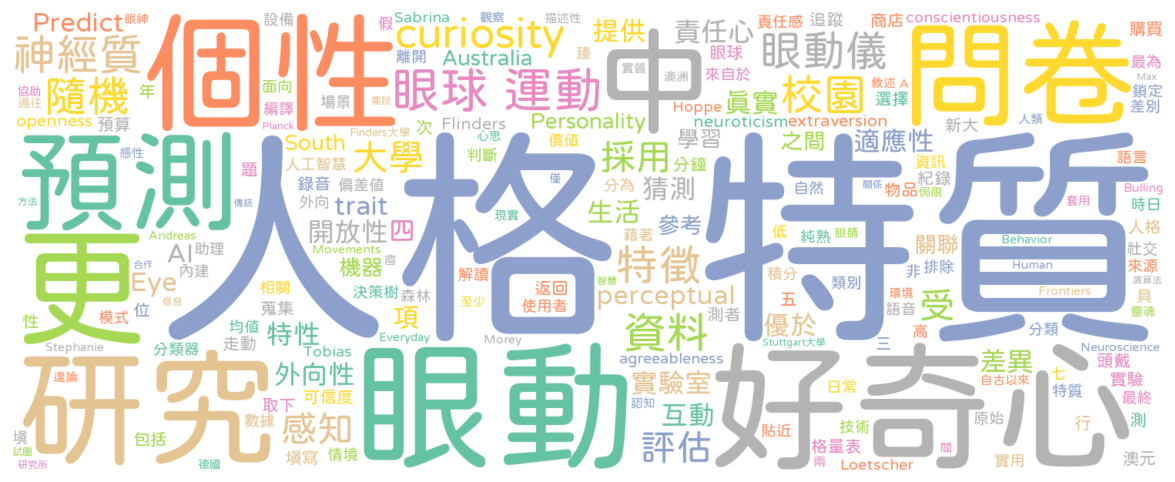 Predict
眼神
設備
個性
假
Sabrina
觀察
描述性
提供
臻
責任感
追蹤
商店
conscientiousness
購買
神經質
curiosity
離開
Australia
中
實質
澳洲
責任心
眼動儀
眼球
來自於
問卷
最為
Max
鎖定
差別
協助
過往
隨機
年
面向
編譯
場景
擺脫
眼球
運動
真實
Hoppe
校園
敘述
A
選擇
openness
預算
Planck
Finders大學
次
Flinders
Personality
neuroticism
extraversion
新大
人類
預測
感性
題
South
人工智慧
大學
心思
判斷
價值
採用
分鐘
學習
之間
適應性
資訊
紀錄
語言
Bulling
方法
傳統
錄音
偏差值
外向
trait
僅
分為
猜測
自然
關係
物品
侷限
套用
時日
人格特質
Andreas
AI
助理
Movements
開放性
四
現實
生活
藉著
參考
低
純熟
眼睛
關聯
Behavior
人格
社交
更
合作
內建
Eye
信息
相關
蒐集
機器
窩
決策樹
森林
解讀
至少
智慧
返回
使用者
特徵
perceptual
積分
五
類別
非
排除
環境
語音
演算法
Human
Frontiers
來源
具
靈魂
性
模式
位
均值
走動
特性
項
資料
測者
優於
受
高
三
分類
Stephanie
分類器
Tobias
Everyday
Morey
agreeableness
Stuttgart大學
Neuroscience
研究
遑論
外向性
可信度
取下
數據
眼動
認知
實驗室
互動
好奇心
日常
差異
自古以來
七
特質
頭戴
實驗
最終
填
試圖
研究所
包括
德國
填寫
感知
情境
評估
貼近
技術
格量表
兩
Loetscher
間
原始
實用
行
測
澳元